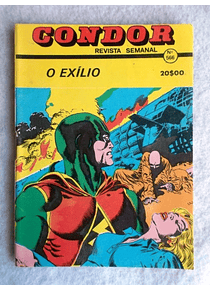 CONDOR
REVISTA SEMANAL
Nº
566
O EXÍLIO
20$00